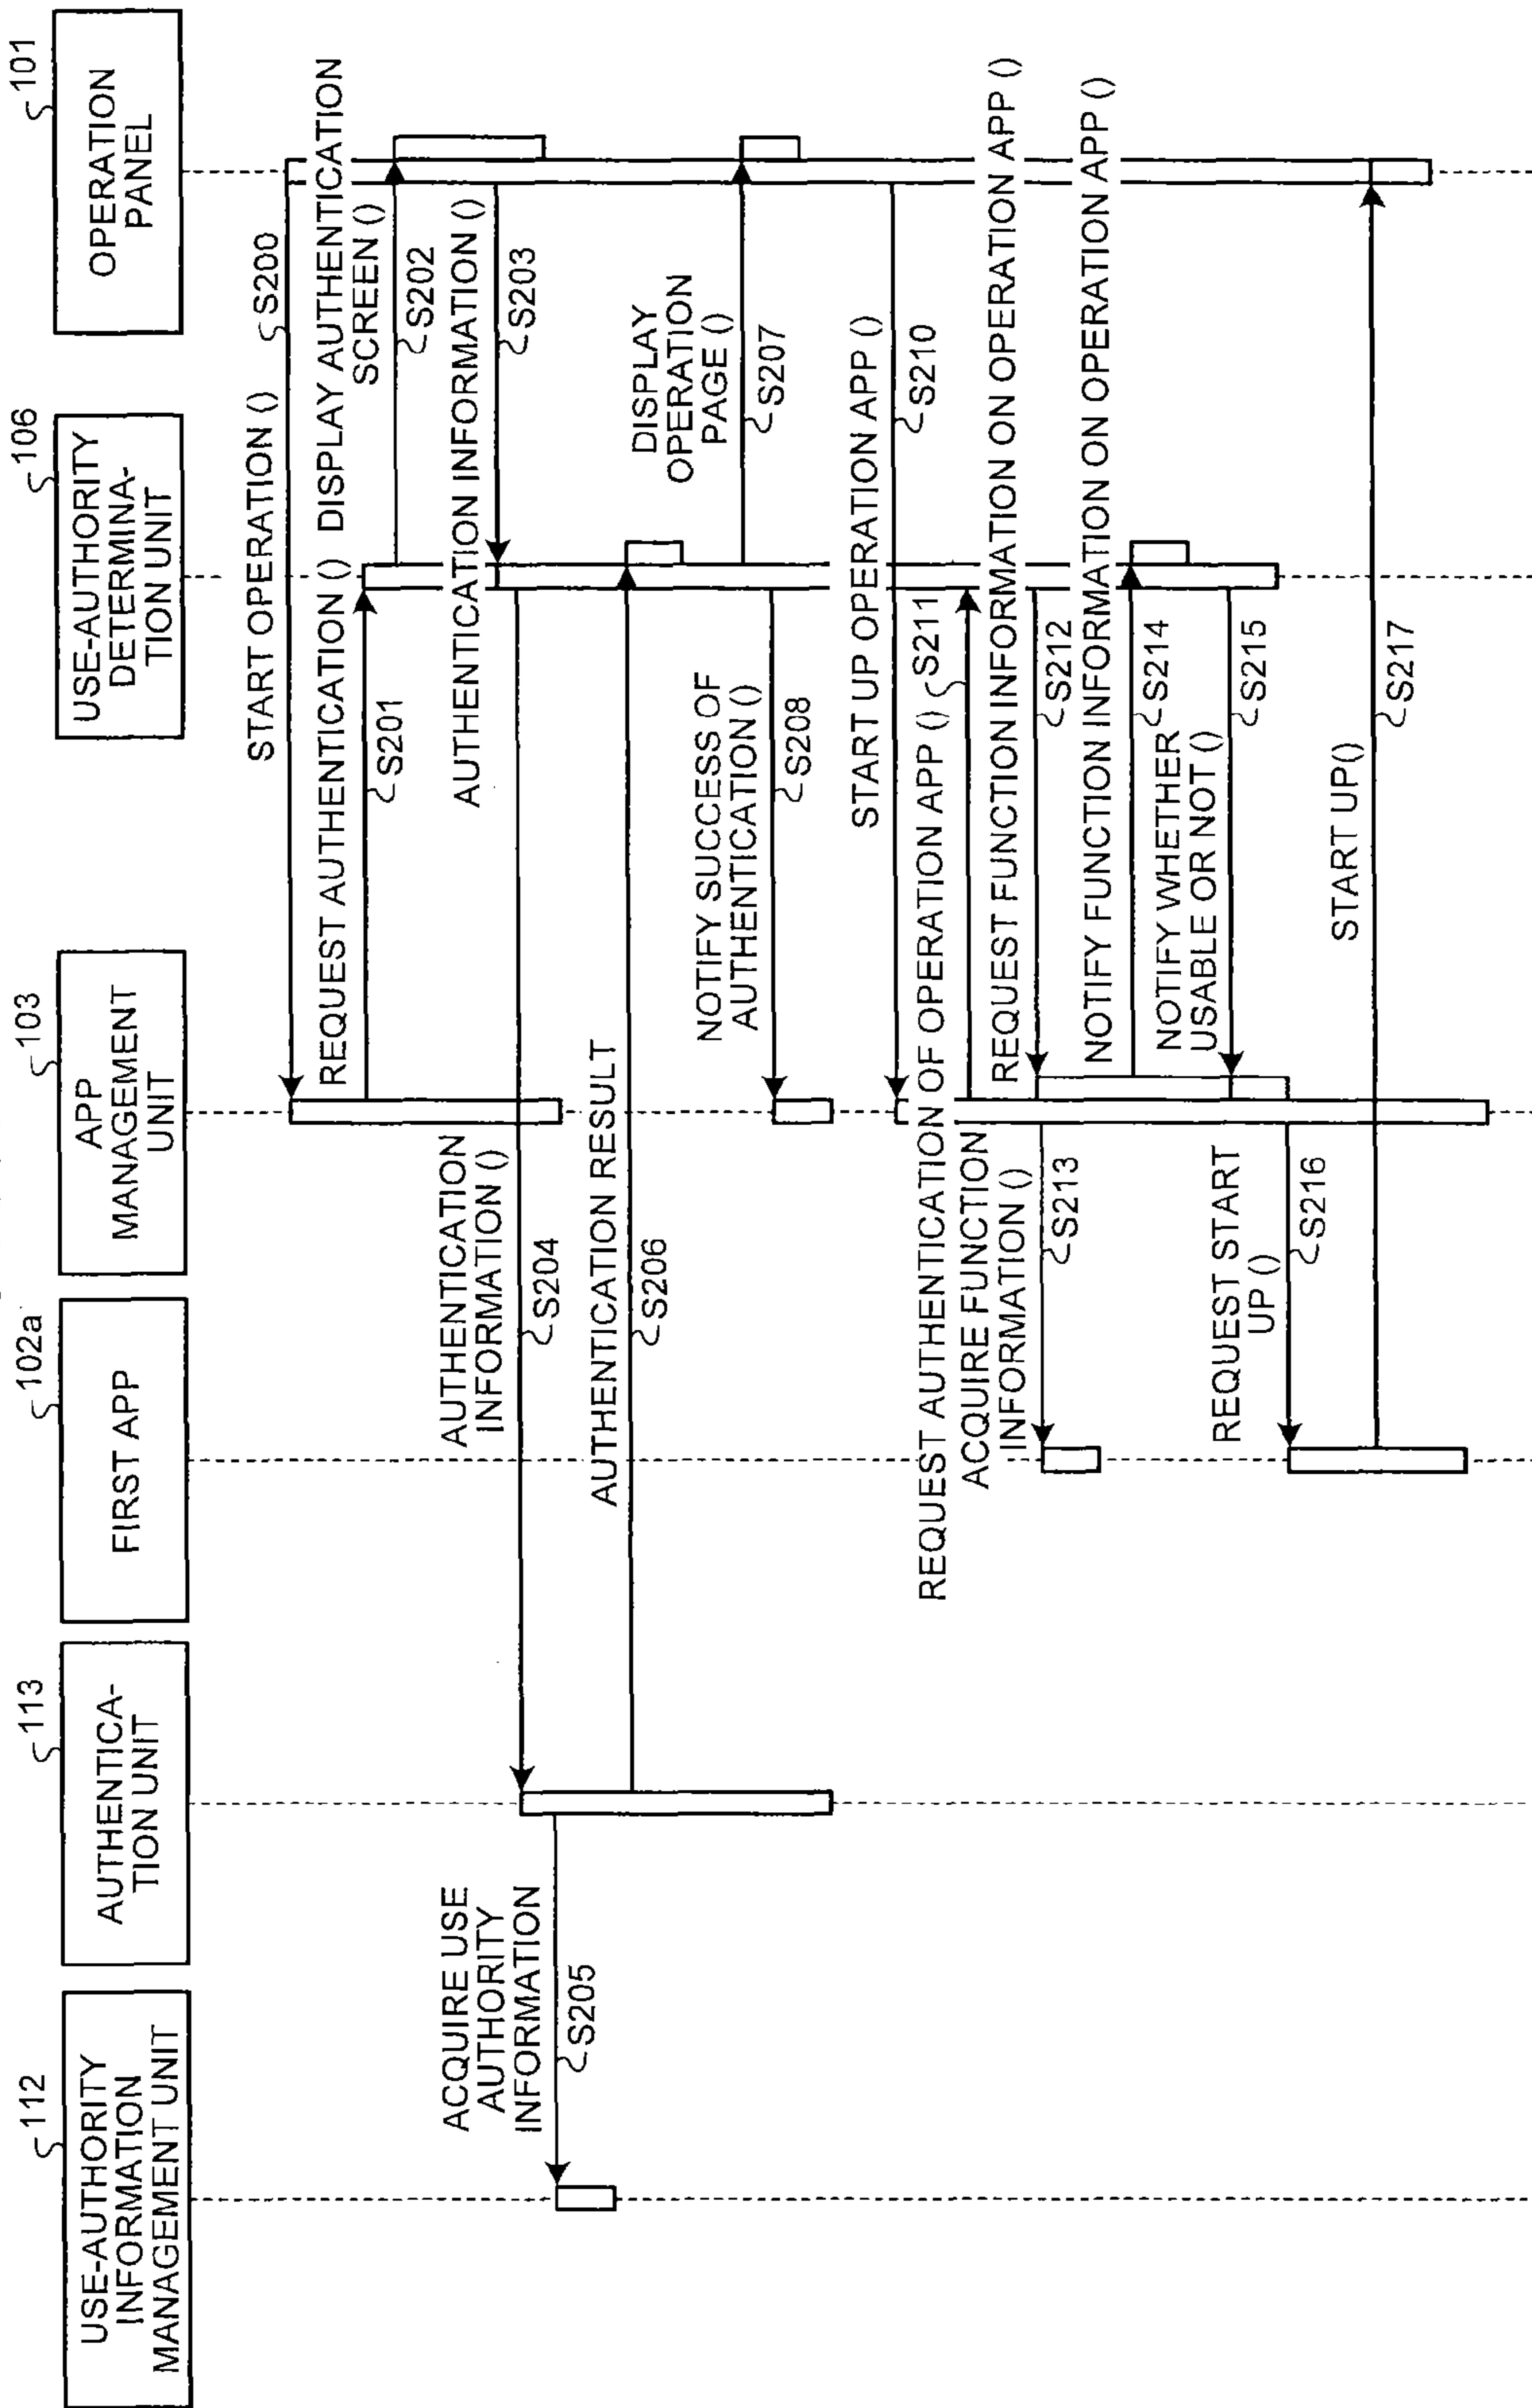 USE-AUTHORITY
INFORMATION
MANAGEMENT UNIT
112
AUTHENTICA-
TION UNIT
113
FIRST APP
102a
APP
MANAGEMENT
UNIT
103
USE-AUTHORITY
DETERMINA-
TION UNIT
106
OPERATION
PANEL
101
START OPERATION ()
S200
REQUEST AUTHENTICATION ()
S201
DISPLAY AUTHENTICATION
SCREEN ()
S202
AUTHENTICATION INFORMATION ()
S203
AUTHENTICATION
INFORMATION ()
S204
ACQUIRE USE
AUTHORITY
INFORMATION
S205
AUTHENTICATION RESULT
S206
DISPLAY
OPERATION
PAGE ()
S207
NOTIFY SUCCESS OF
AUTHENTICATION ()
S208
START UP OPERATION APP ()
S210
REQUEST AUTHENTICATION OF OPERATION APP ()
S211
REQUEST FUNCTION INFORMATION ON OPERATION APP ()
S212
ACQUIRE FUNCTION
INFORMATION ()
S213
NOTIFY FUNCTION INFORMATION ON OPERATION APP ()
S214
NOTIFY WHETHER
USABLE OR NOT ()
S215
REQUEST START
UP ()
S216
START UP()
S217